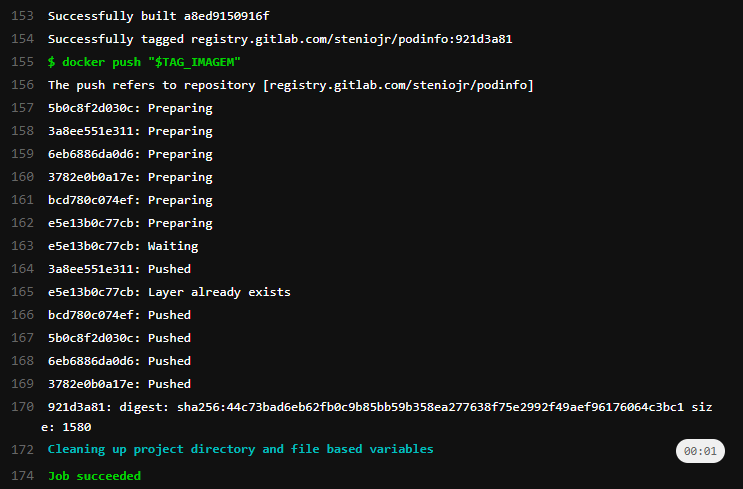 153 Successfully built a8ed9150916f
154 Successfully tagged registry.gitlab.com/steniojr/podinfo:921d3a81
155 $ docker push "$TAG_IMAGEM"
156 The push refers to repository [registry.gitlab.com/steniojr/podinfo]
157 5b0c8f2d030c: Preparing
158 3a8ee551e311: Preparing
159 6eb6886da0d6: Preparing
160 3782e0b0a17e: Preparing
161 bcd780c074ef: Preparing
162 e5e13b0c77cb: Preparing
163 e5e13b0c77cb: Waiting
164 3a8ee551e311: Pushed
165 e5e13b0c77cb: Layer already exists
166 bcd780c074ef: Pushed
167 5b0c8f2d030c: Pushed
168 6eb6886da0d6: Pushed
169 3782e0b0a17e: Pushed
170 921d3a81: digest: sha256:44c73bad6eb62fb0c9b85bb59b358ea277638f75e2992f49aef96176064c3bc1 siz
e: 1580
172 Cleaning up project directory and file based variables 00:01
174 Job succeeded